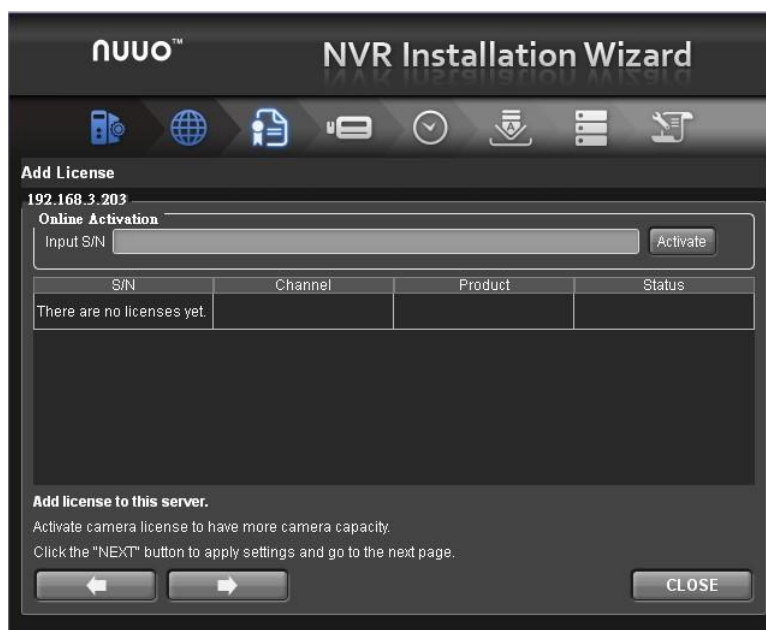 nuuo™
NVR Installation Wizard
Add License
192.168.3.203
Online Activation
Input S/N
Activate
S/N Channel Product Status
There are no licenses yet.
Add license to this server.
Activate camera license to have more camera capacity.
Click the "NEXT" button to apply settings and go to the next page.
CLOSE